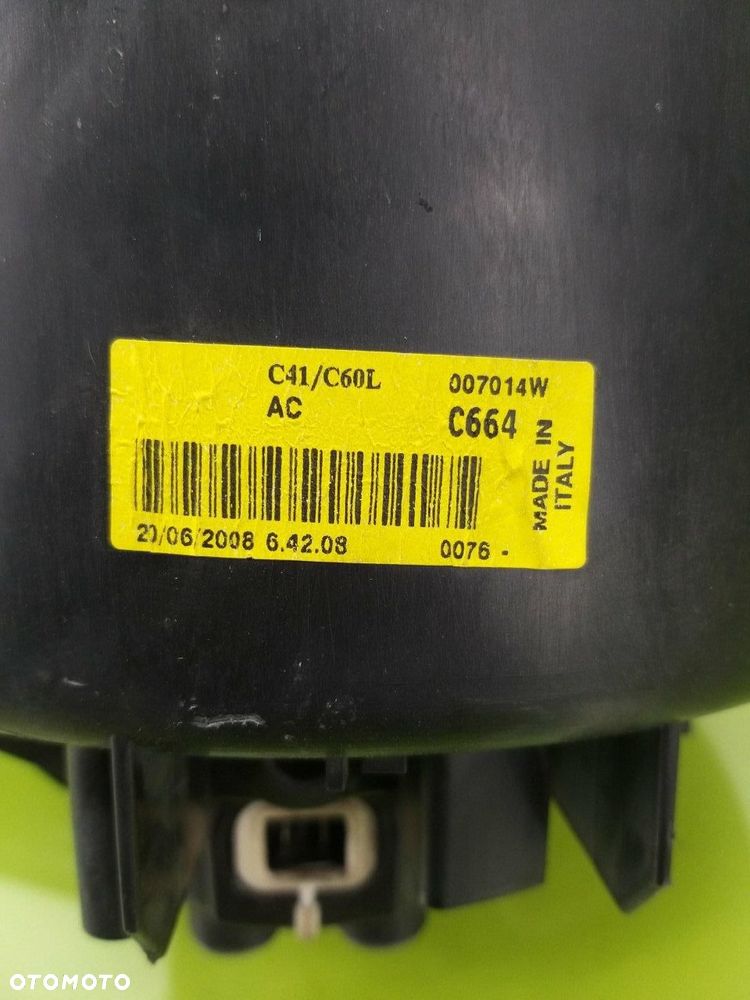 C41/C60L 007014W
AC C664
MADE IN
ITALY
20/06/2008 6.42.08 0076 -
OTOMOTO